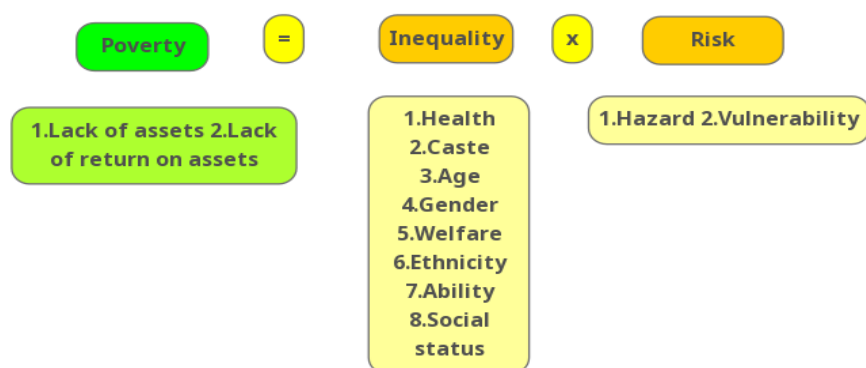 Poverty
=
Inequality
x
Risk
1.Lack of assets 2.Lack
of return on assets
1.Health
2.Caste
3.Age
4.Gender
5.Welfare
6.Ethnicity
7.Ability
8.Social
status
1.Hazard 2.Vulnerability